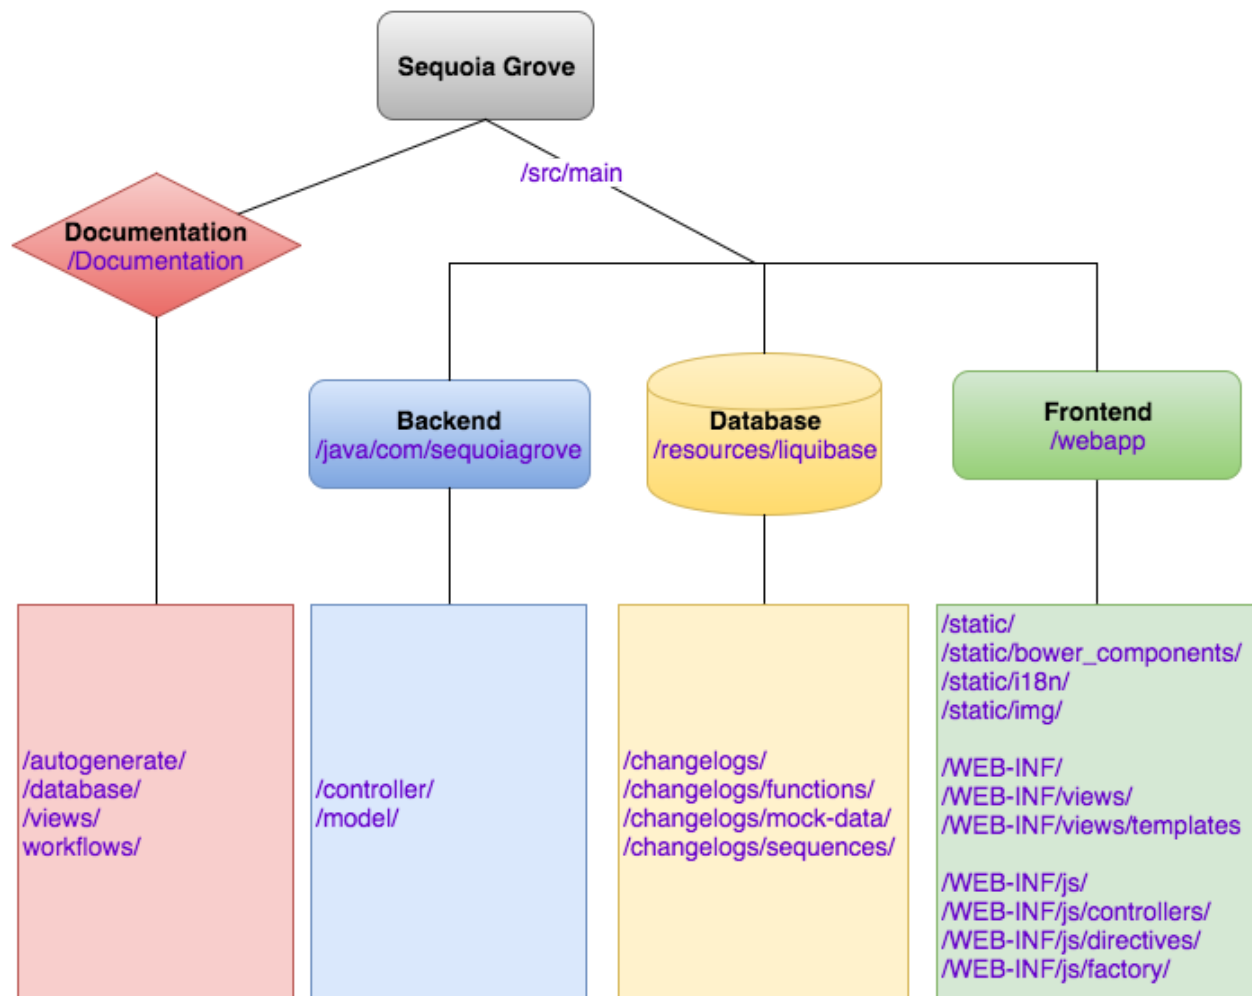 Sequoia Grove
/src/main
Documentation
/Documentation
Backend
/java/com/sequoiagrove
Database
/resources/liquibase
Frontend
/webapp
/autogenerate/
/database/
/views/
workflows/
/controller/
/model/
/changelogs/
/changelogs/functions/
/changelogs/mock-data/
/changelogs/sequences/
/static/
/static/bower_components/
/static/i18n/
/static/img/
/WEB-INF/
/WEB-INF/views/
/WEB-INF/views/templates
/WEB-INF/js/
/WEB-INF/js/controllers/
/WEB-INF/js/directives/
/WEB-INF/js/factory/